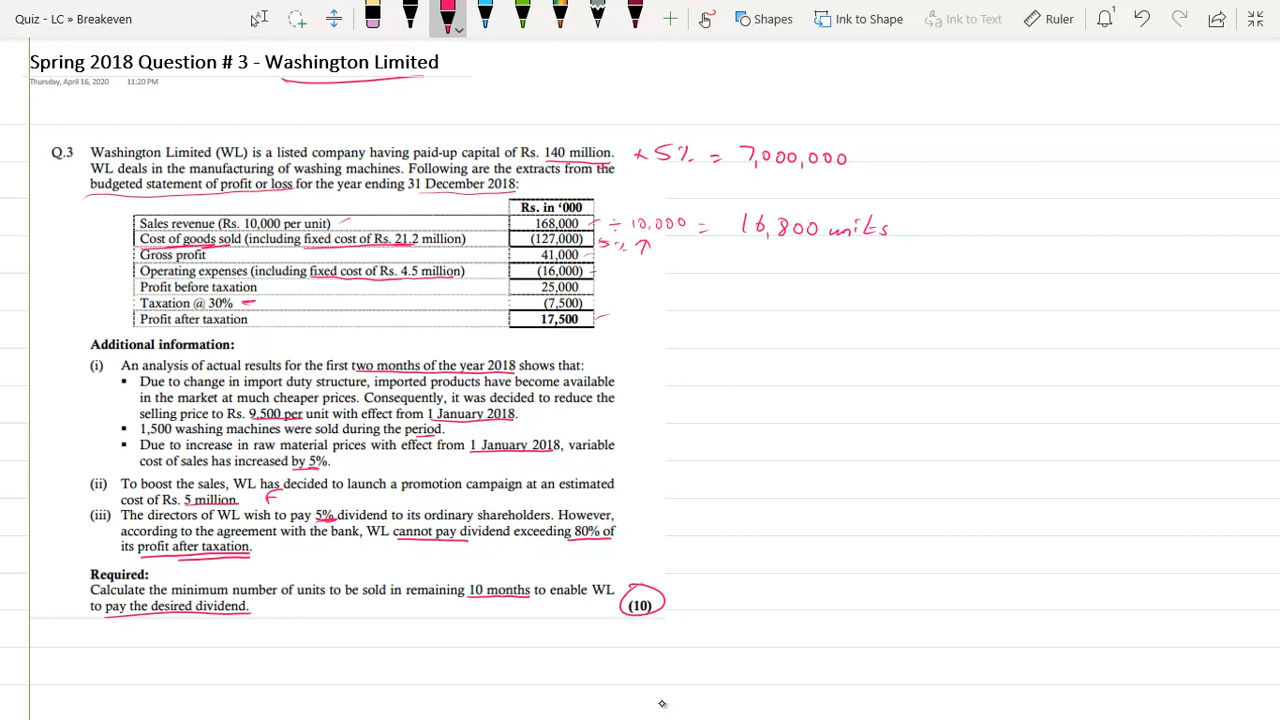 Quiz - LC » Breakeven
Shapes
Ink to Shape
Ink to Text
Ruler
Spring 2018 Question # 3 - Washington Limited
Thursday, April 16, 2020 11:20 PM
Q.3 Washington Limited (WL) is a listed company having paid-up capital of Rs. 140 million. × 5% = 7,000,000
WL deals in the manufacturing of washing machines. Following are the extracts from the
budgeted statement of profit or loss for the year ending 31 December 2018:
Rs. in '000
Sales revenue (Rs. 10,000 per unit) 168,000 ÷ 10,000 = 16,800 units
Cost of goods sold (including fixed cost of Rs. 21.2 million) (127,000) 5% ↑
Gross profit 41,000
Operating expenses (including fixed cost of Rs. 4.5 million) (16,000)
Profit before taxation 25,000
Taxation @ 30% (7,500)
Profit after taxation 17,500
Additional information:
(i) An analysis of actual results for the first two months of the year 2018 shows that:
▪ Due to change in import duty structure, imported products have become available
in the market at much cheaper prices. Consequently, it was decided to reduce the
selling price to Rs. 9,500 per unit with effect from 1 January 2018.
▪ 1,500 washing machines were sold during the period.
▪ Due to increase in raw material prices with effect from 1 January 2018, variable
cost of sales has increased by 5%.
(ii) To boost the sales, WL has decided to launch a promotion campaign at an estimated
cost of Rs. 5 million. F
(iii) The directors of WL wish to pay 5% dividend to its ordinary shareholders. However,
according to the agreement with the bank, WL cannot pay dividend exceeding 80% of
its profit after taxation.
Required:
Calculate the minimum number of units to be sold in remaining 10 months to enable WL
to pay the desired dividend. (10)